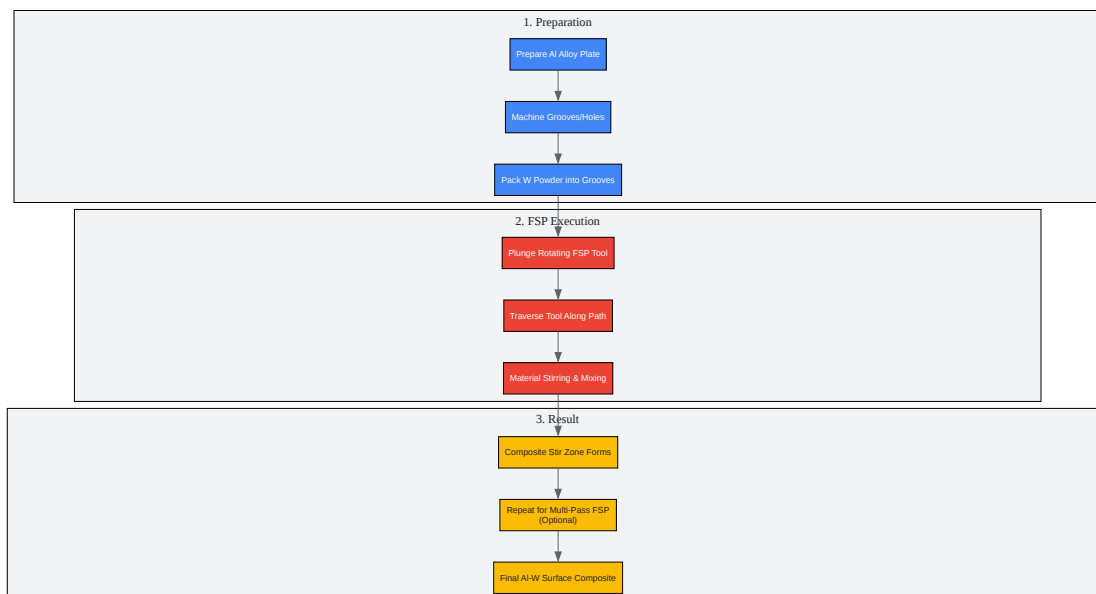 1. Preparation
Prepare Al Alloy Plate
Machine Grooves/Holes
Pack W Powder into Grooves
2. FSP Execution
Plunge Rotating FSP Tool
Traverse Tool Along Path
Material Stirring & Mixing
3. Result
Composite Stir Zone Forms
Repeat for Multi-Pass FSP
(Optional)
Final Al-W Surface Composite